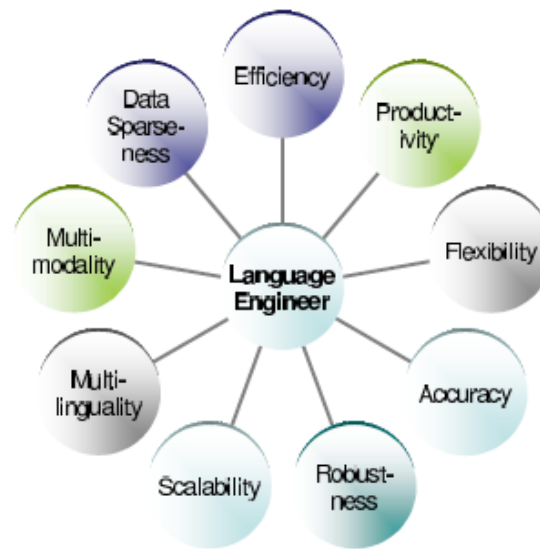 Efficiency
Product-
ivity
Flexibility
Accuracy
Robust-
ness
Scalability
Multi-
linguality
Multi-
modality
Data
Sparse-
ness
Language
Engineer